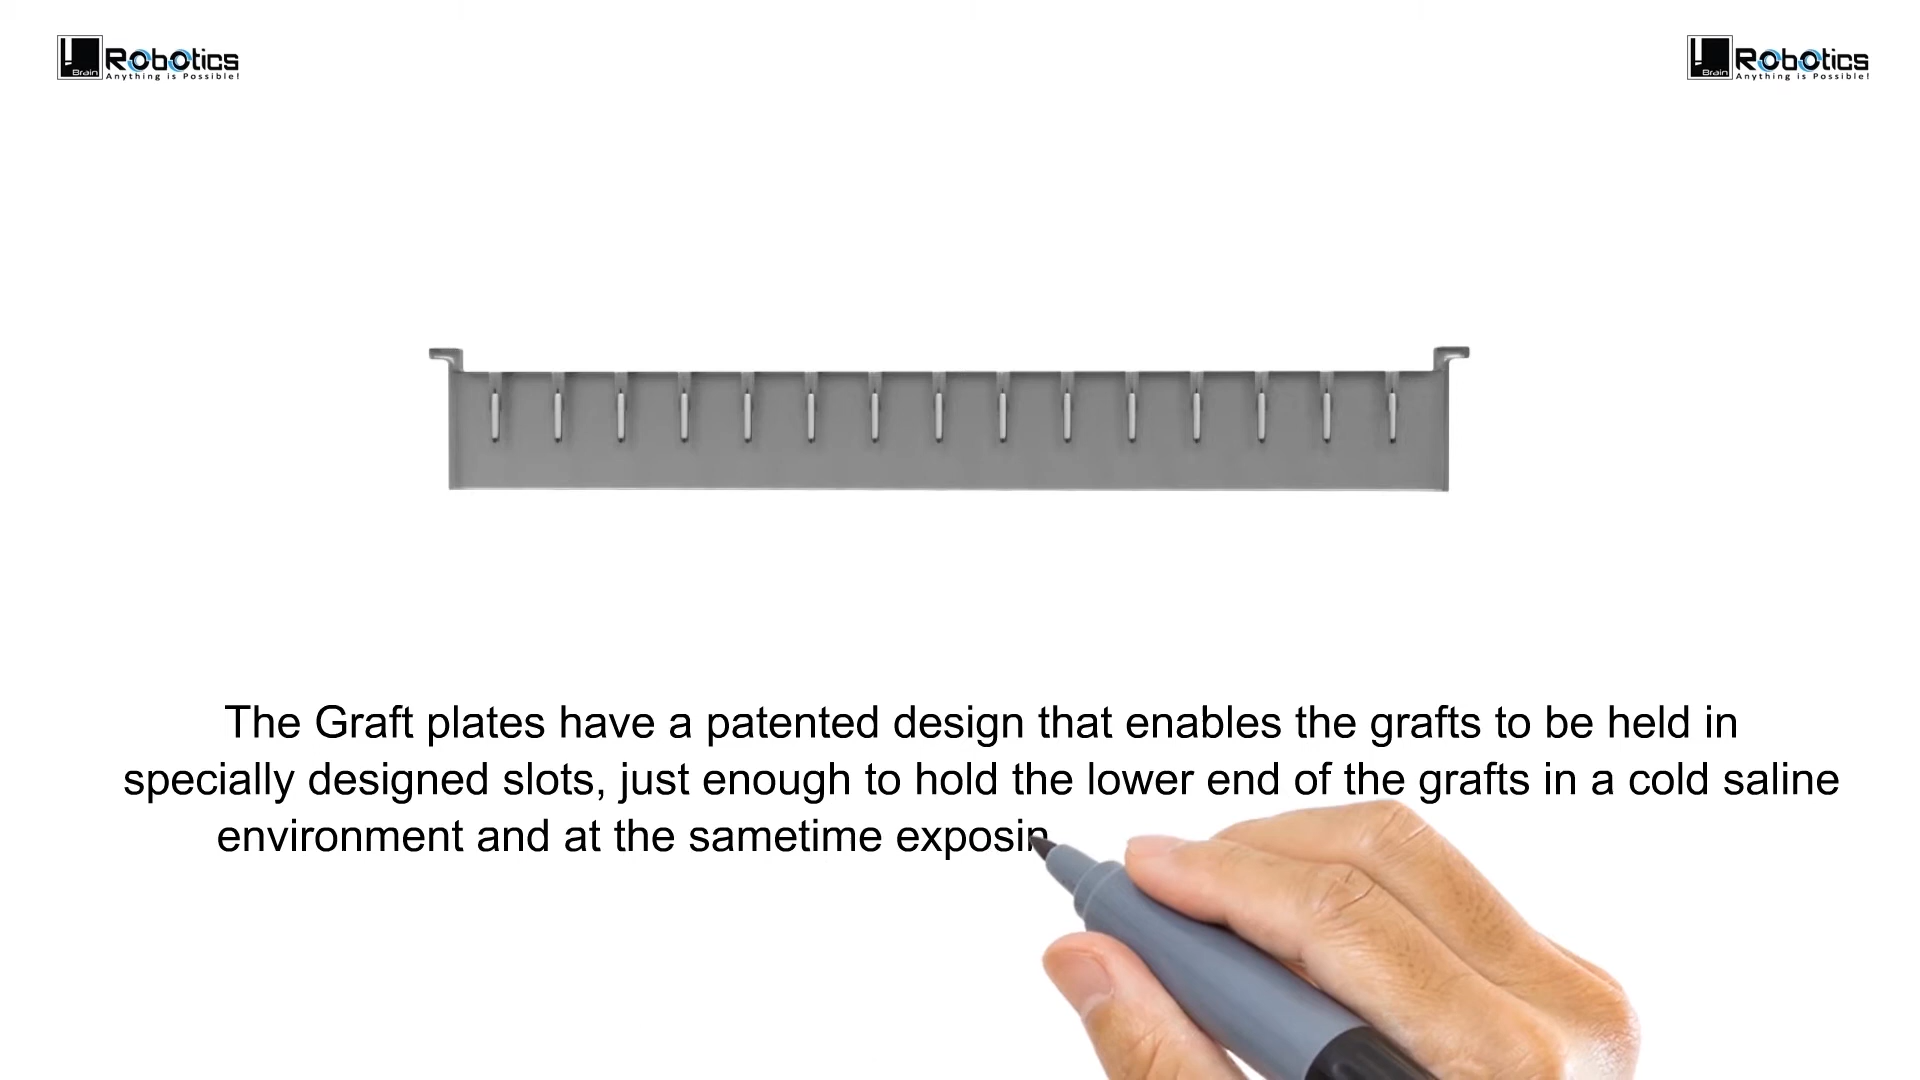 Brain Robotics
Anything is Possible!
Brain Robotics
Anything is Possible!
The Graft plates have a patented design that enables the grafts to be held in
specially designed slots, just enough to hold the lower end of the grafts in a cold saline
environment and at the sametime exposin